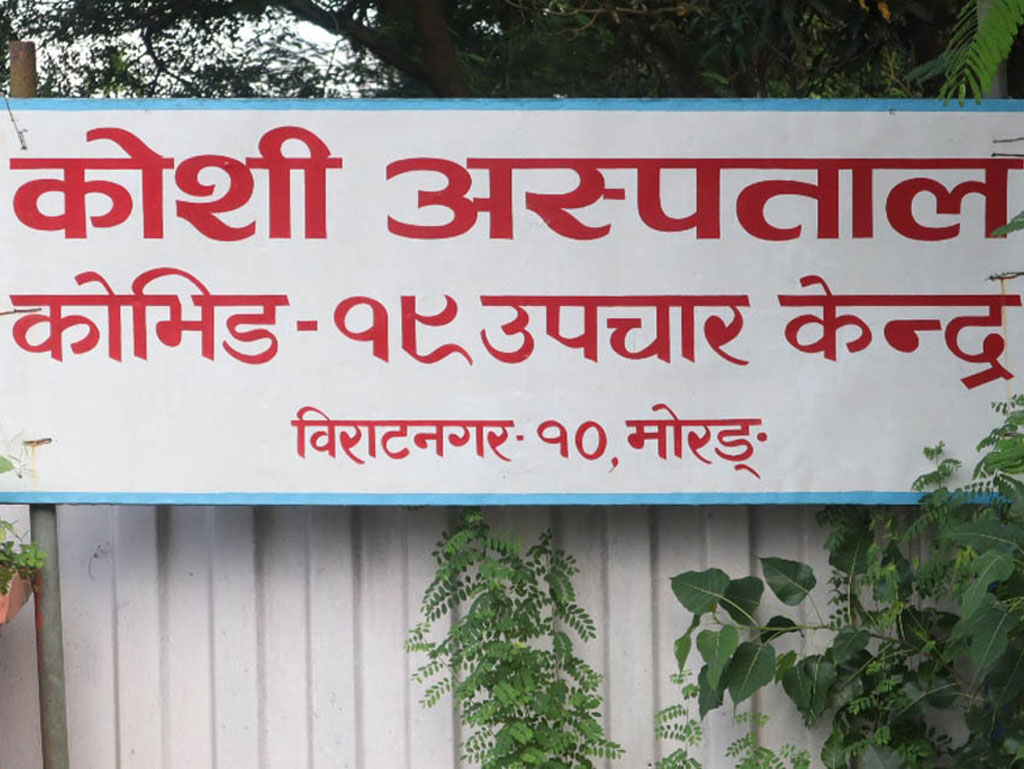 कोशी अस्पताल
कोभिड-१९ उपचार केन्द्र
विराटनगर-१०, मोरङ्